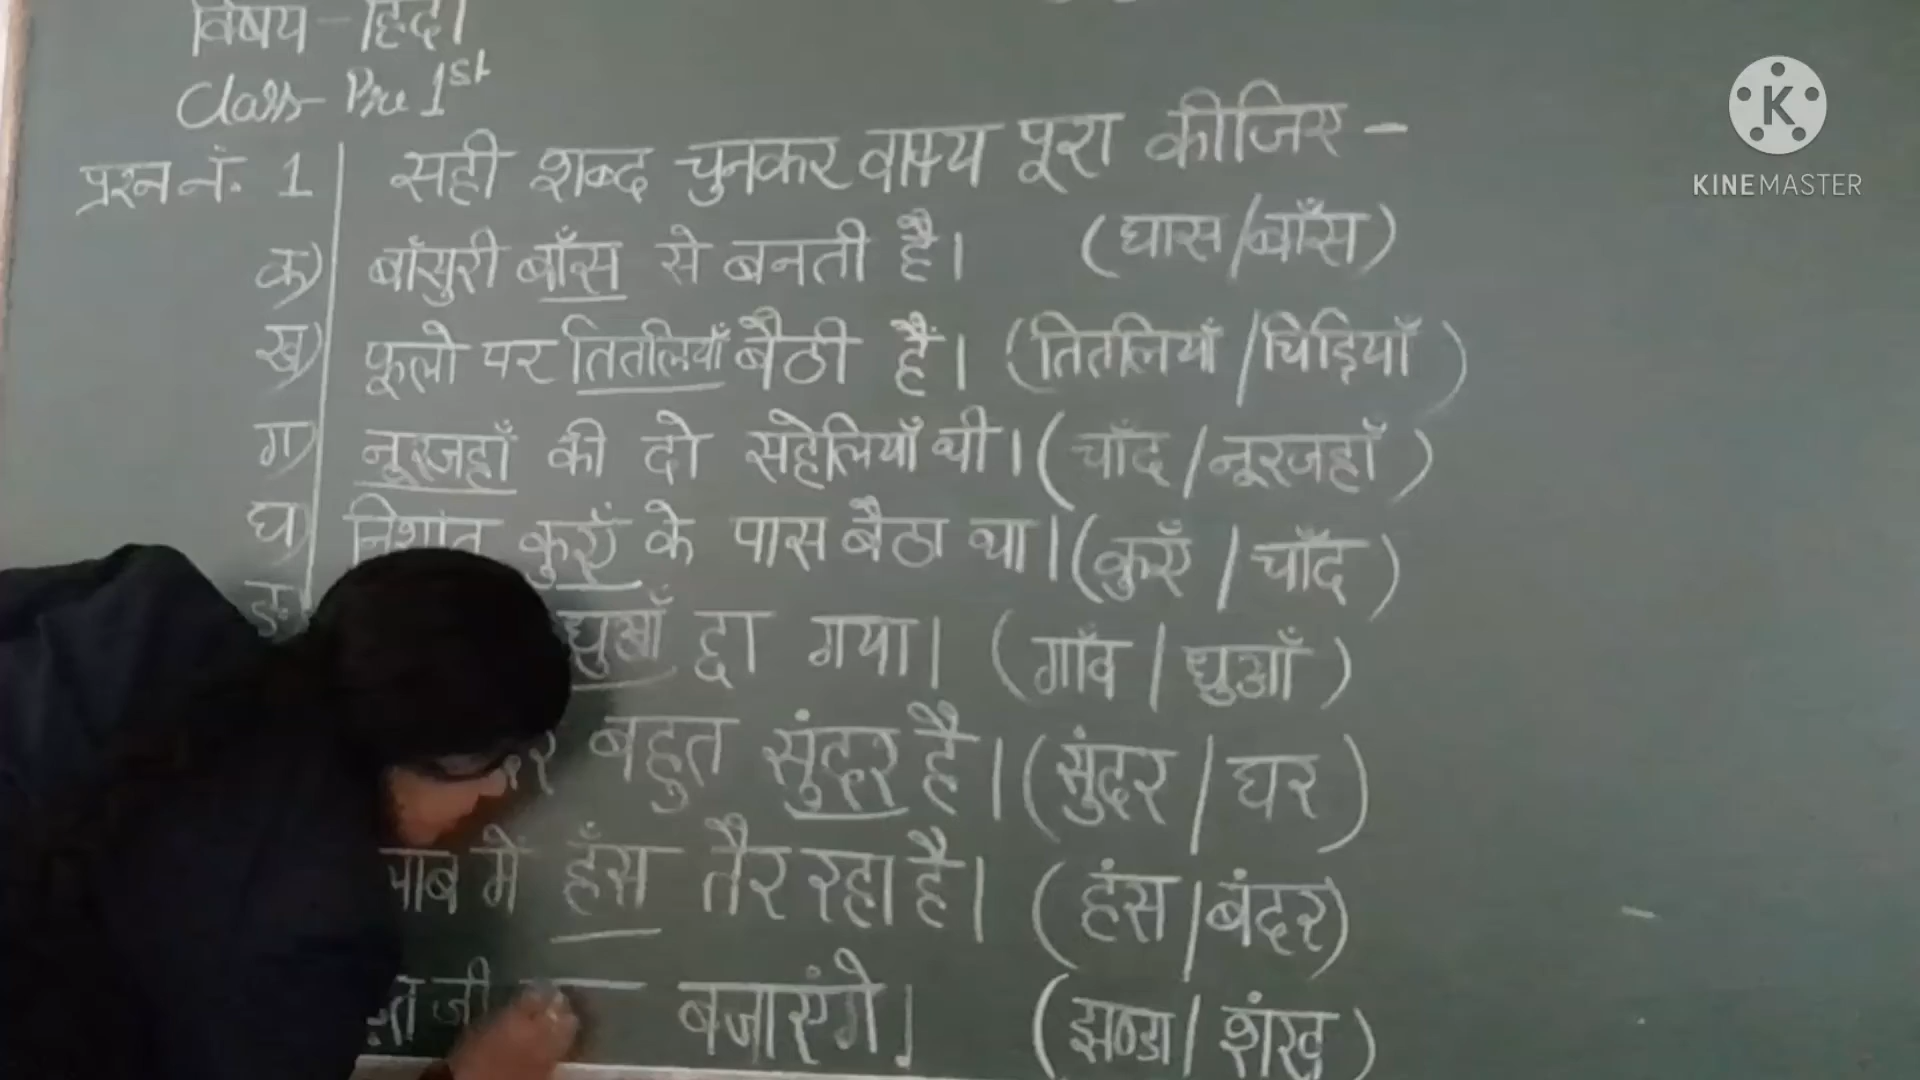 विषय - हिंदी
Class- Pre 1st
प्रश्न नं. 1 सही शब्द चुनकर वाक्य पूरा कीजिए -
क) बाँसुरी बाँस से बनती है। (घास/बाँस)
ख) फूलो पर तितलियाँ बैठी हैं। (तितलियाँ/चिड़ियाँ)
ग) नूरजहाँ की दो सहेलियाँ थी। (चाँद/नूरजहाँ)
घ) निशांत कुएँ के पास बैठा था। (कुएँ/चाँद)
ङ. धुआँ छा गया। (गाँव/धुआँ)
बहुत सुंदर है। (सुंदर/घर)
में हँस तैर रहा है। (हंस/बंदर)
जी बजाएंगे। (झण्डा/शंख)
K
KINEMASTER